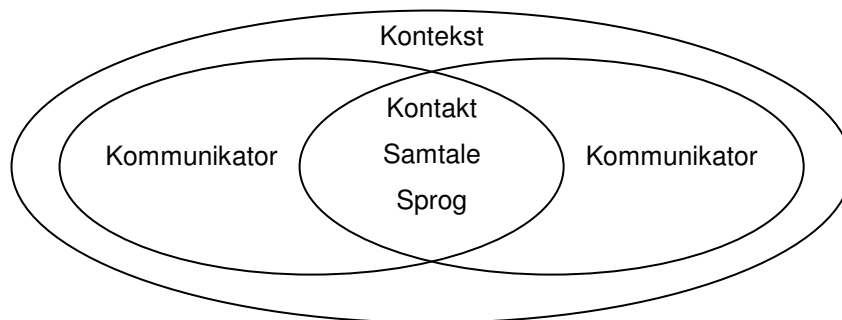 Kontekst
Kommunikator
Kontakt
Samtale
Sprog
Kommunikator